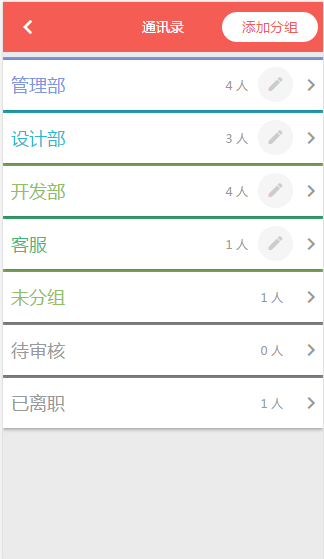 通讯录 添加分组
管理部 4 人
设计部 3 人
开发部 4 人
客服 1 人
未分组 1 人
待审核 0 人
已离职 1 人